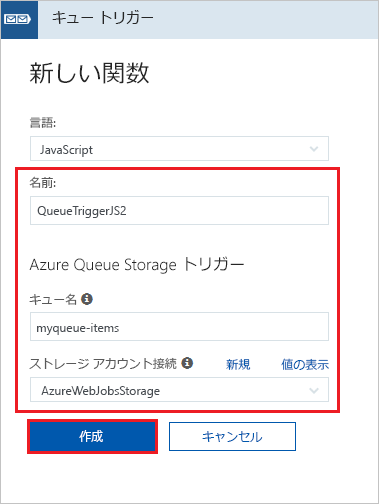 キュー トリガー
新しい関数
言語:
JavaScript
名前:
QueueTriggerJS2
Azure Queue Storage トリガー
キュー名
myqueue-items
ストレージ アカウント接続 新規 値の表示
AzureWebJobsStorage
作成 キャンセル